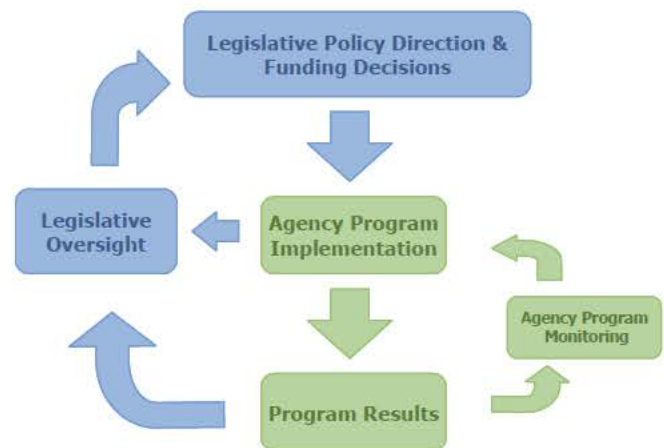 Legislative Policy Direction &
Funding Decisions
Legislative
Oversight
Agency Program
Implementation
Agency Program
Monitoring
Program Results